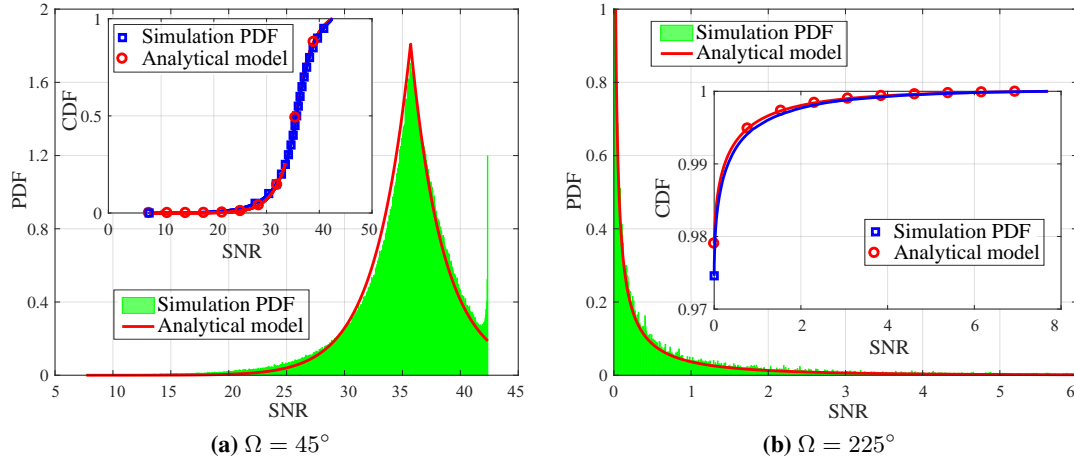 2
1.6
1.2
0.8
0.4
0
PDF
5 10 15 20 25 30 35 40 45
SNR
1
0.5
0
CDF
0 10 20 30 40 50
SNR
Simulation PDF
Analytical model
Simulation PDF
Analytical model
(a) Ω = 45°
1
0.8
0.6
0.4
0.2
0
PDF
0 1 2 3 4 5 6
SNR
Simulation PDF
Analytical model
1
0.99
0.98
0.97
CDF
0 2 4 6 8
SNR
Simulation PDF
Analytical model
(b) Ω = 225°